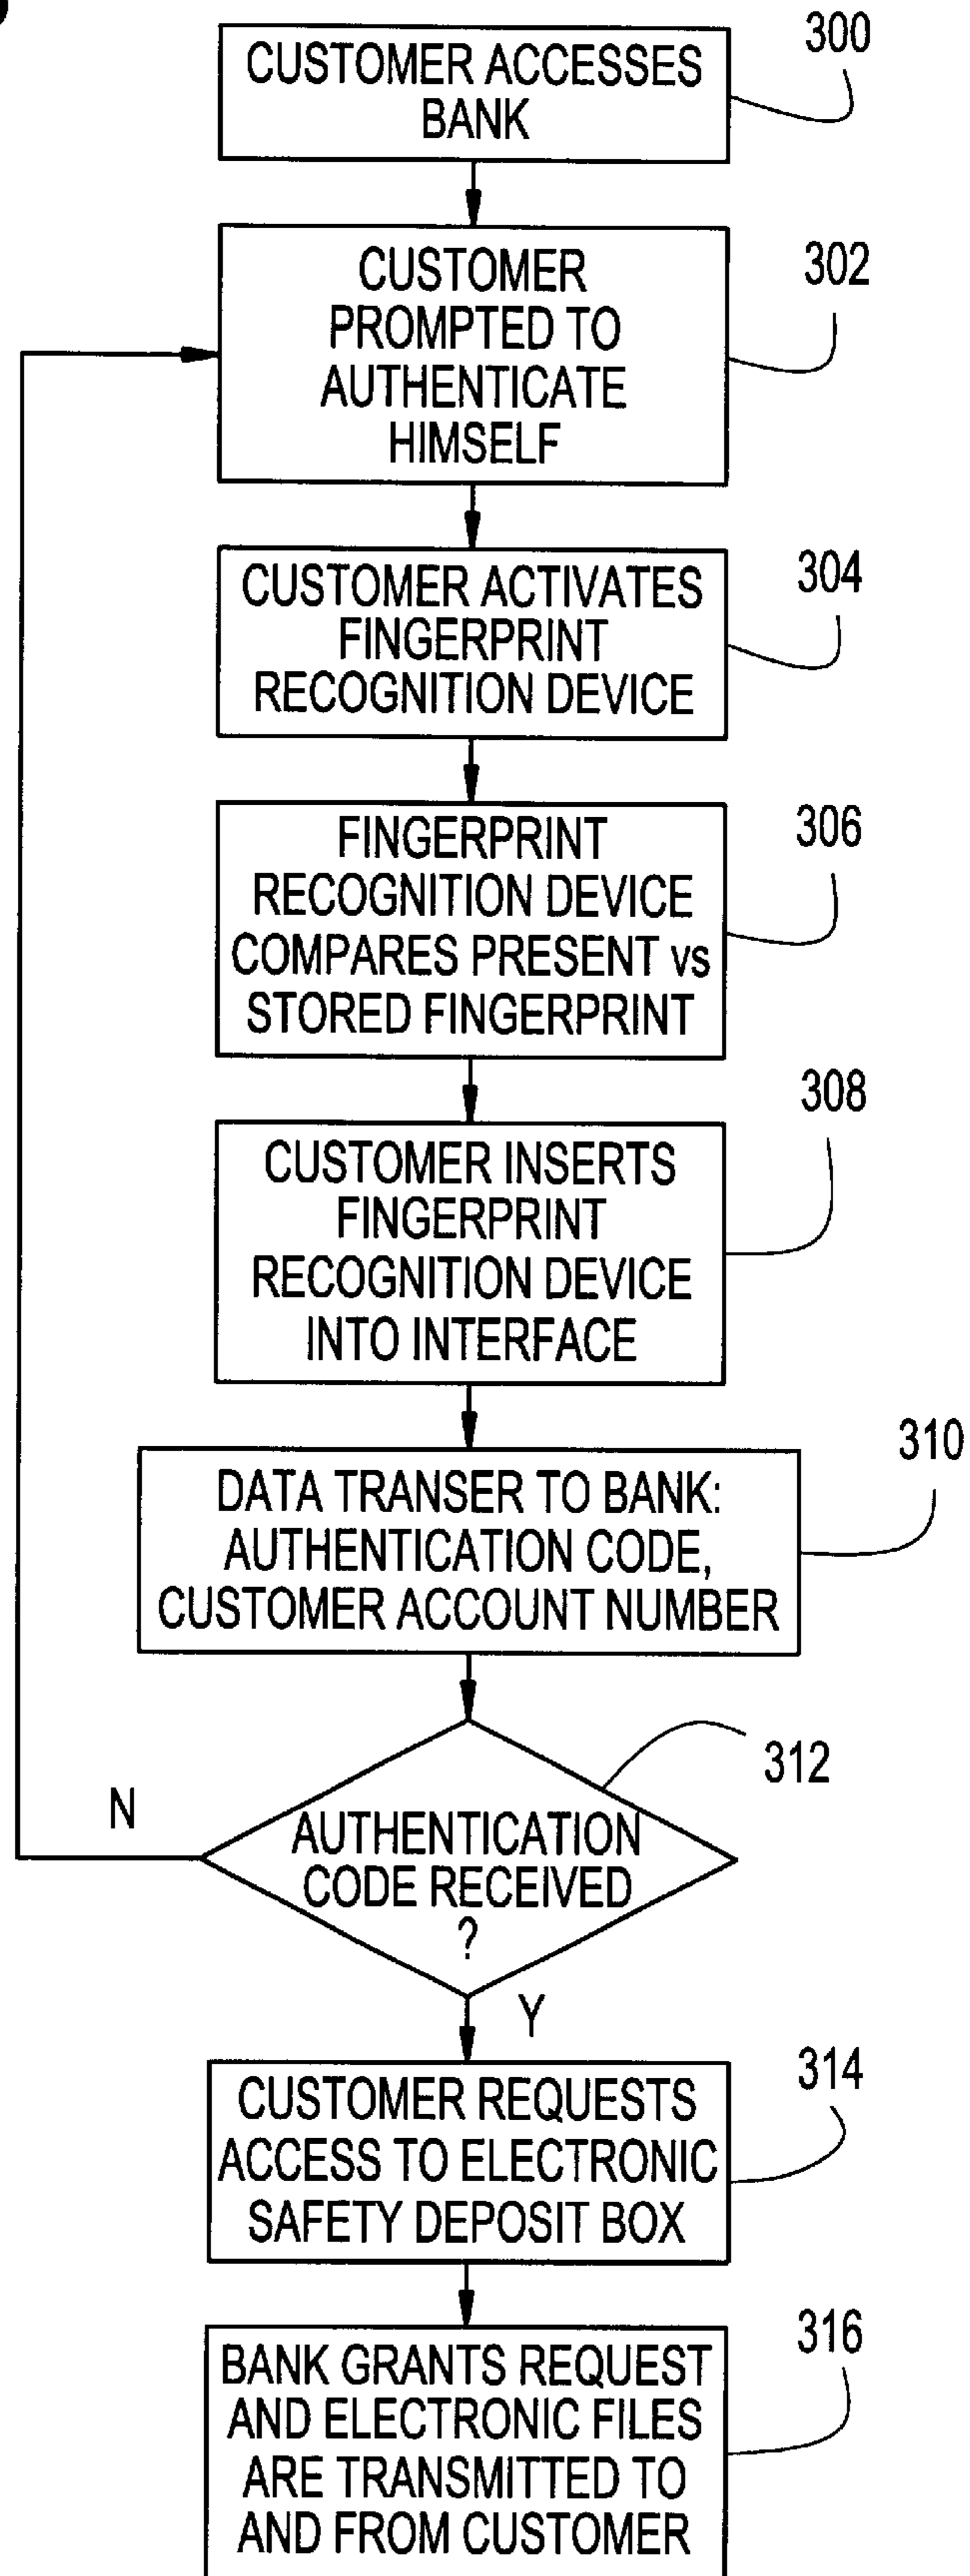 CUSTOMER ACCESSES
BANK
300
CUSTOMER
PROMPTED TO
AUTHENTICATE
HIMSELF
302
CUSTOMER ACTIVATES
FINGERPRINT
RECOGNITION DEVICE
304
FINGERPRINT
RECOGNITION DEVICE
COMPARES PRESENT vs
STORED FINGERPRINT
306
CUSTOMER INSERTS
FINGERPRINT
RECOGNITION DEVICE
INTO INTERFACE
308
DATA TRANSER TO BANK:
AUTHENTICATION CODE,
CUSTOMER ACCOUNT NUMBER
310
AUTHENTICATION
CODE RECEIVED
?
312
N
Y
CUSTOMER REQUESTS
ACCESS TO ELECTRONIC
SAFETY DEPOSIT BOX
314
BANK GRANTS REQUEST
AND ELECTRONIC FILES
ARE TRANSMITTED TO
AND FROM CUSTOMER
316